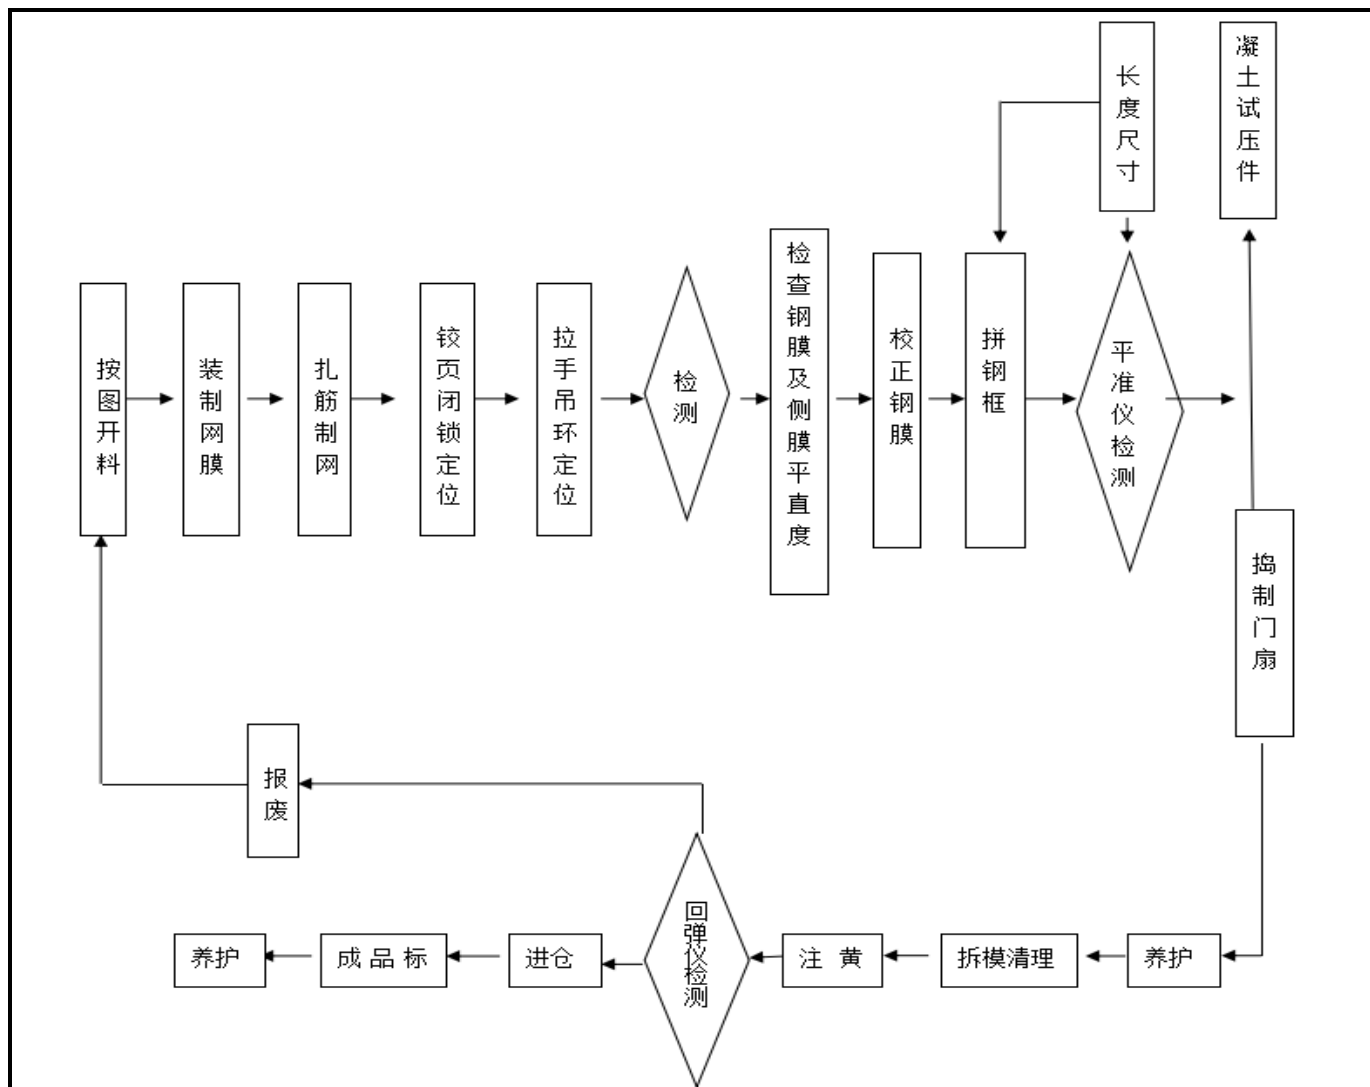 长度尺寸
凝土试压件
按图开料
装制网膜
扎筋制网
铰页闭锁定位
拉手吊环定位
检测
检查钢膜及侧膜平直度
校正钢膜
拼钢框
平准仪检测
捣制门扇
报废
养护
成品标
进仓
回弹仪检测
注黄
拆模清理
养护